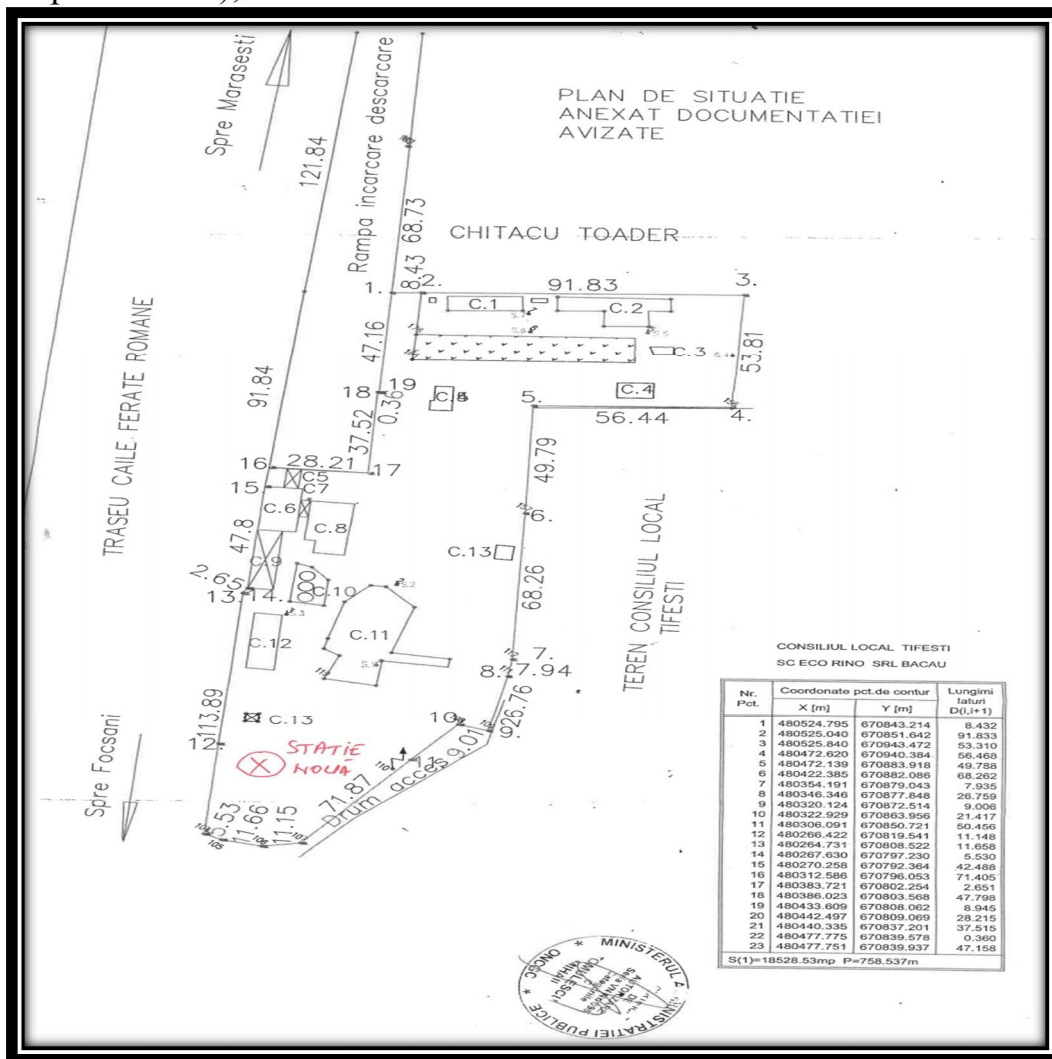 PLAN DE SITUATIE
ANEXAT DOCUMENTATIEI
AVIZATE
Spre Marasesti
121.84
Rampa incarcare descarcare
68.73
CHITACU TOADER
8.43
1.
2.
91.83
3.
C.1
C.2
C.3
S.7
S.5
S.4
53.81
TRASEU CAILE FERATE ROMANE
47.16
91.84
18
19
0.36
37.52
C.4
5.
56.44
4.
16
28.21
17
C5
15
C7
C.6
C.8
49.79
6.
47.8
C.9
C.13
TEREN CONSILIUL LOCAL
TIFESTI
68.26
2.65
13.
14.
C.10
S.2
S.3
C.11
C.12
7.
8.
7.94
26.76
113.89
C.13
10.
9.
12.
STATIE
NOUĂ
11
9.01
71.87
Drum acces
Spre Focsani
5.53
11.66
11.15
104
105
106
107
CONSILIUL LOCAL TIFESTI
SC ECO RINO SRL BACAU
Nr. Pct. Coordonate pct.de contur Lungimi laturi
X [m] Y [m] D(i,i+1)
1 480524.795 670843.214 8.432
2 480525.040 670851.642 91.833
3 480525.840 670943.472 53.310
4 480472.620 670940.384 56.468
5 480472.139 670883.918 49.788
6 480422.385 670882.086 68.262
7 480354.191 670879.043 7.935
8 480346.346 670877.848 26.759
9 480320.124 670872.514 9.006
10 480322.929 670863.956 21.417
11 480306.091 670850.721 50.456
12 480266.422 670819.541 11.148
13 480264.731 670808.522 11.658
14 480267.630 670797.230 5.530
15 480270.258 670792.364 42.488
16 480312.586 670796.053 71.405
17 480383.721 670802.254 2.651
18 480386.023 670803.568 47.798
19 480433.609 670808.062 8.945
20 480442.497 670809.069 28.215
21 480440.335 670837.201 37.515
22 480477.775 670839.578 0.360
23 480477.751 670839.937 47.158
S(1)=18528.53mp P=758.537m